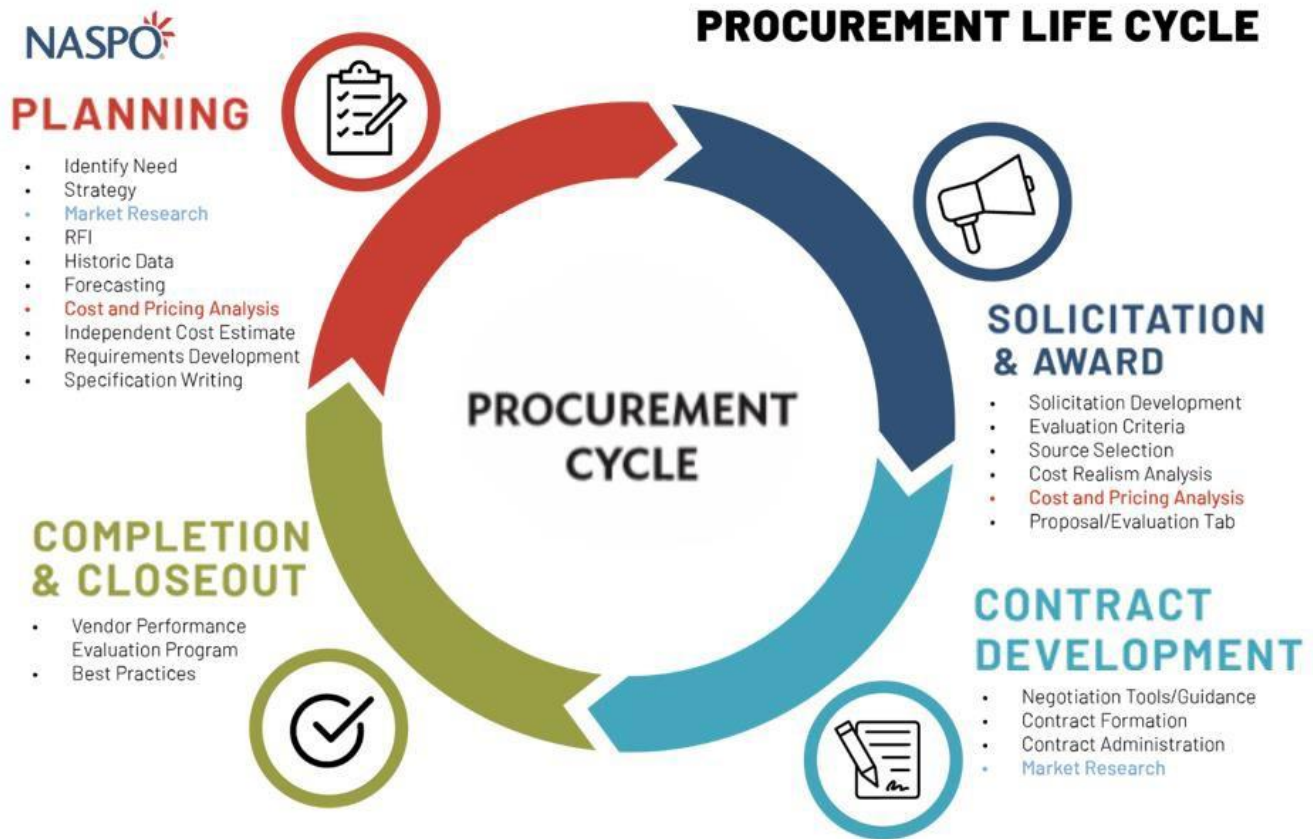 NASPO
PROCUREMENT LIFE CYCLE
PLANNING
• Identify Need
• Strategy
• Market Research
• RFI
• Historic Data
• Forecasting
• Cost and Pricing Analysis
• Independent Cost Estimate
• Requirements Development
• Specification Writing
SOLICITATION
& AWARD
• Solicitation Development
• Evaluation Criteria
• Source Selection
• Cost Realism Analysis
• Cost and Pricing Analysis
• Proposal/Evaluation Tab
PROCUREMENT
CYCLE
CONTRACT
DEVELOPMENT
• Negotiation Tools/Guidance
• Contract Formation
• Contract Administration
• Market Research
COMPLETION
& CLOSEOUT
• Vendor Performance
Evaluation Program
• Best Practices